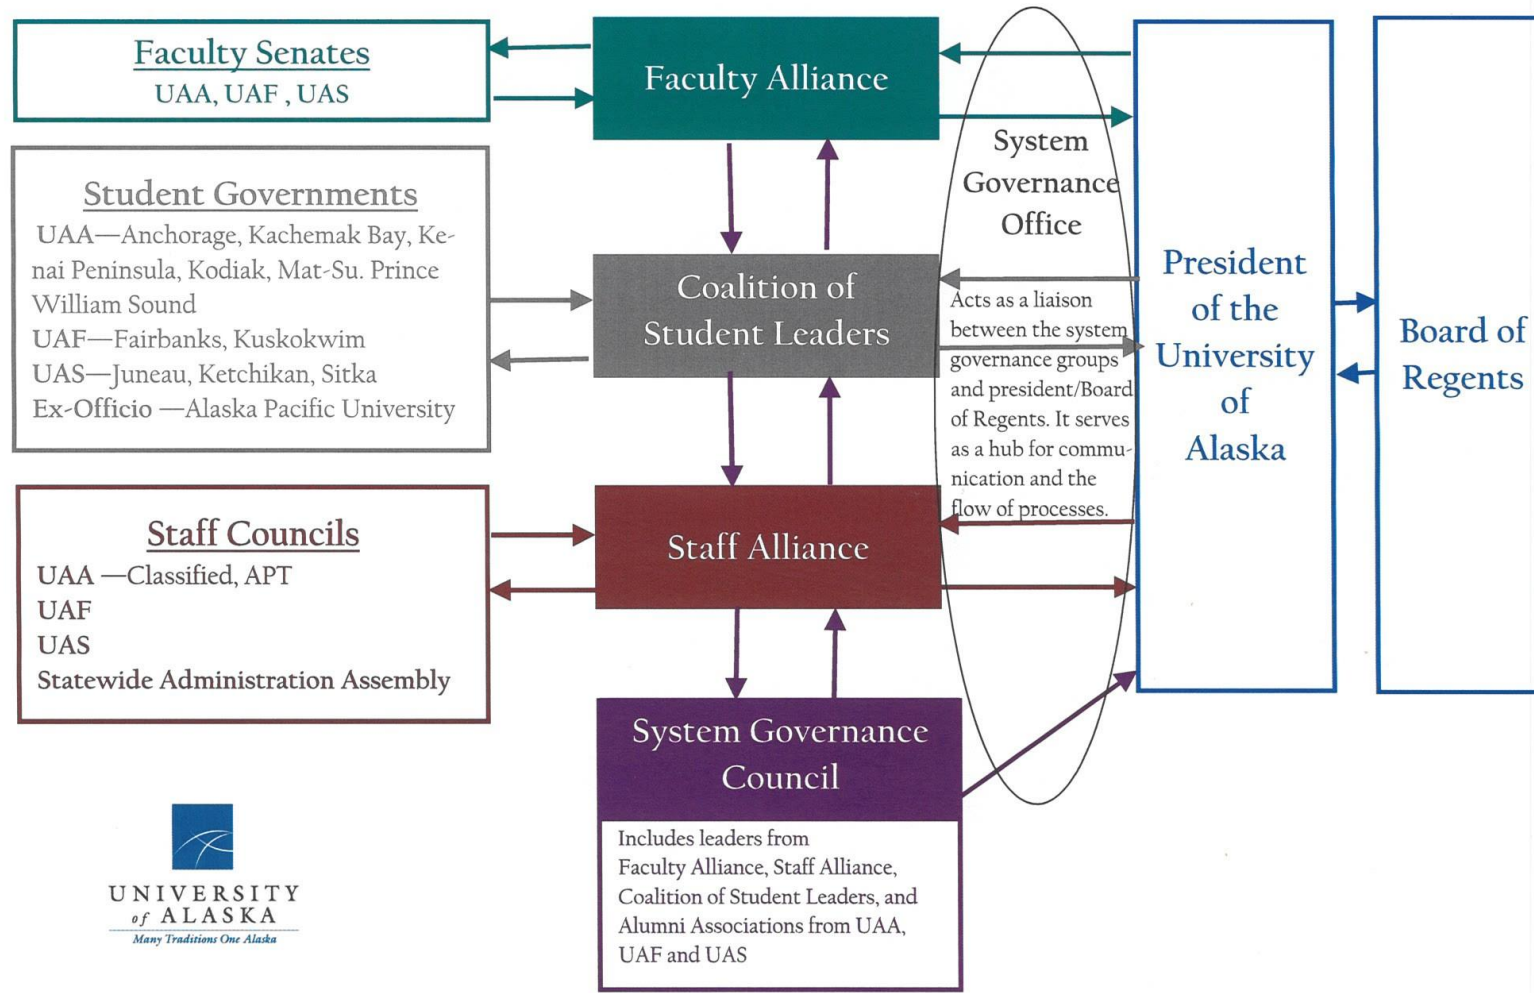 Faculty Senates
UAA, UAF , UAS
Faculty Alliance
Student Governments
UAA—Anchorage, Kachemak Bay, Ke-
nai Peninsula, Kodiak, Mat-Su. Prince
William Sound
UAF—Fairbanks, Kuskokwim
UAS—Juneau, Ketchikan, Sitka
Ex-Officio —Alaska Pacific University
Coalition of
Student Leaders
Staff Councils
UAA —Classified, APT
UAF
UAS
Statewide Administration Assembly
Staff Alliance
System Governance
Council
Includes leaders from
Faculty Alliance, Staff Alliance,
Coalition of Student Leaders, and
Alumni Associations from UAA,
UAF and UAS
System
Governance
Office
Acts as a liaison
between the system
governance groups
and president/Board
of Regents. It serves
as a hub for commu-
nication and the
flow of processes.
President
of the
University
of
Alaska
Board of
Regents
UNIVERSITY
of ALASKA
Many Traditions One Alaska